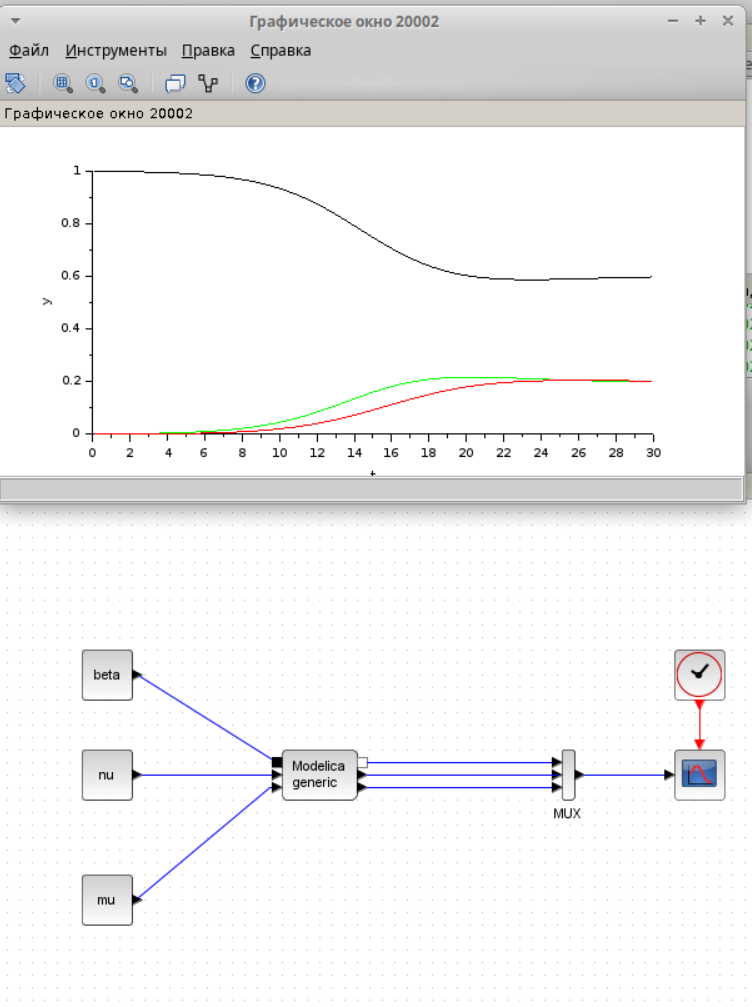 Графическое окно 20002
Файл Инструменты Правка Справка
Графическое окно 20002
1
0.8
0.6
y
0.4
0.2
0
0 2 4 6 8 10 12 14 16 18 20 22 24 26 28 30
beta
nu
Modelica
generic
MUX
mu